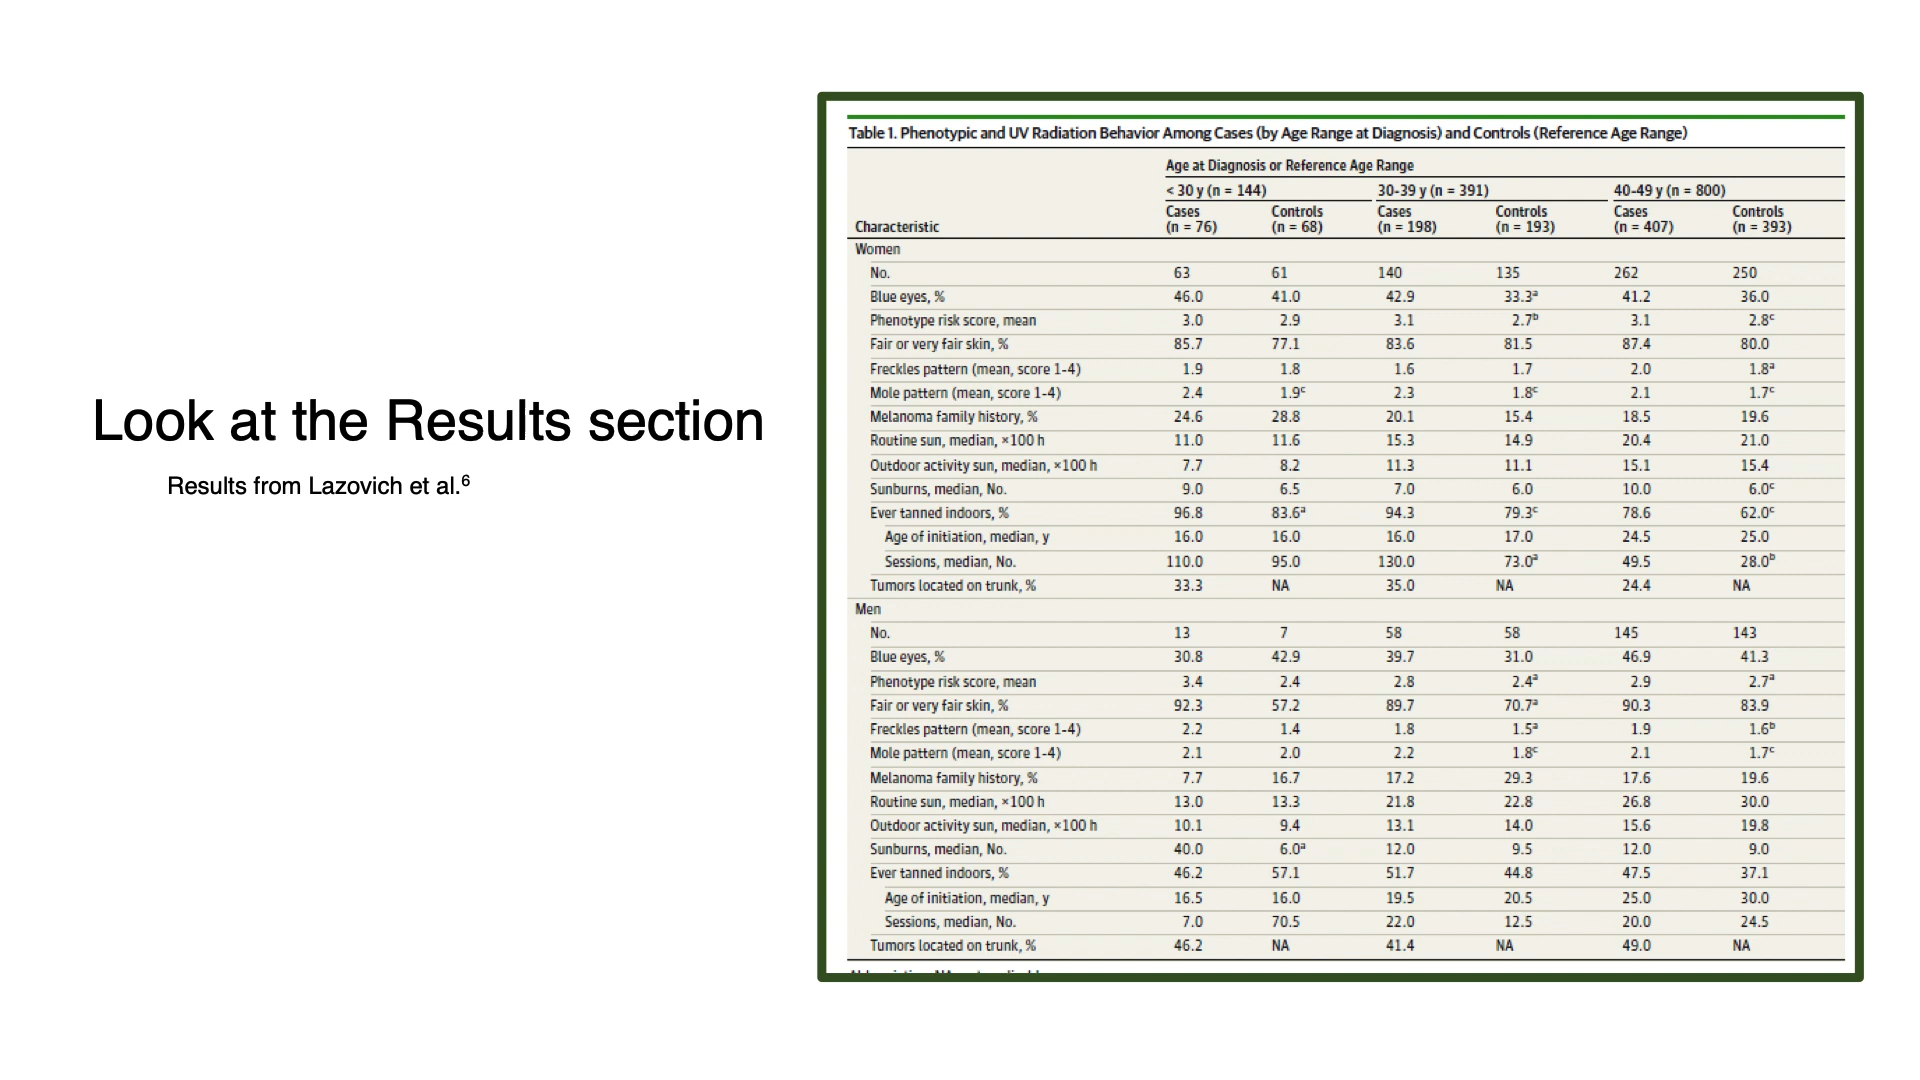 Look at the Results section
Results from Lazovich et al.⁶
Table 1. Phenotypic and UV Radiation Behavior Among Cases (by Age Range at Diagnosis) and Controls (Reference Age Range)
Age at Diagnosis or Reference Age Range
< 30 y (n = 144) 30-39 y (n = 391) 40-49 y (n = 800)
Cases Controls Cases Controls Cases Controls
Characteristic (n = 76) (n = 68) (n = 198) (n = 193) (n = 407) (n = 393)
Women
No. 63 61 140 135 262 250
Blue eyes, % 46.0 41.0 42.9 33.3ᵃ 41.2 36.0
Phenotype risk score, mean 3.0 2.9 3.1 2.7ᵇ 3.1 2.8ᶜ
Fair or very fair skin, % 85.7 77.1 83.6 81.5 87.4 80.0
Freckles pattern (mean, score 1-4) 1.9 1.8 1.6 1.7 2.0 1.8ᵃ
Mole pattern (mean, score 1-4) 2.4 1.9ᶜ 2.3 1.8ᶜ 2.1 1.7ᶜ
Melanoma family history, % 24.6 28.8 20.1 15.4 18.5 19.6
Routine sun, median, ×100 h 11.0 11.6 15.3 14.9 20.4 21.0
Outdoor activity sun, median, ×100 h 7.7 8.2 11.3 11.1 15.1 15.4
Sunburns, median, No. 9.0 6.5 7.0 6.0 10.0 6.0ᶜ
Ever tanned indoors, % 96.8 83.6ᵃ 94.3 79.3ᶜ 78.6 62.0ᶜ
Age of initiation, median, y 16.0 16.0 16.0 17.0 24.5 25.0
Sessions, median, No. 110.0 95.0 130.0 73.0ᵃ 49.5 28.0ᵇ
Tumors located on trunk, % 33.3 NA 35.0 NA 24.4 NA
Men
No. 13 7 58 58 145 143
Blue eyes, % 30.8 42.9 39.7 31.0 46.9 41.3
Phenotype risk score, mean 3.4 2.4 2.8 2.4ᵃ 2.9 2.7ᵃ
Fair or very fair skin, % 92.3 57.2 89.7 70.7ᵃ 90.3 83.9
Freckles pattern (mean, score 1-4) 2.2 1.4 1.8 1.5ᵃ 1.9 1.6ᵇ
Mole pattern (mean, score 1-4) 2.1 2.0 2.2 1.8ᶜ 2.1 1.7ᶜ
Melanoma family history, % 7.7 16.7 17.2 29.3 17.6 19.6
Routine sun, median, ×100 h 13.0 13.3 21.8 22.8 26.8 30.0
Outdoor activity sun, median, ×100 h 10.1 9.4 13.1 14.0 15.6 19.8
Sunburns, median, No. 40.0 6.0ᵃ 12.0 9.5 12.0 9.0
Ever tanned indoors, % 46.2 57.1 51.7 44.8 47.5 37.1
Age of initiation, median, y 16.5 16.0 19.5 20.5 25.0 30.0
Sessions, median, No. 7.0 70.5 22.0 12.5 20.0 24.5
Tumors located on trunk, % 46.2 NA 41.4 NA 49.0 NA